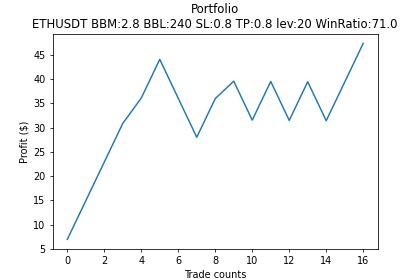 Portfolio
ETHUSDT BBM:2.8 BBL:240 SL:0.8 TP:0.8 lev:20 WinRatio:71.0
45
40
35
30
25
20
15
10
5
Profit ($)
0 2 4 6 8 10 12 14 16
Trade counts